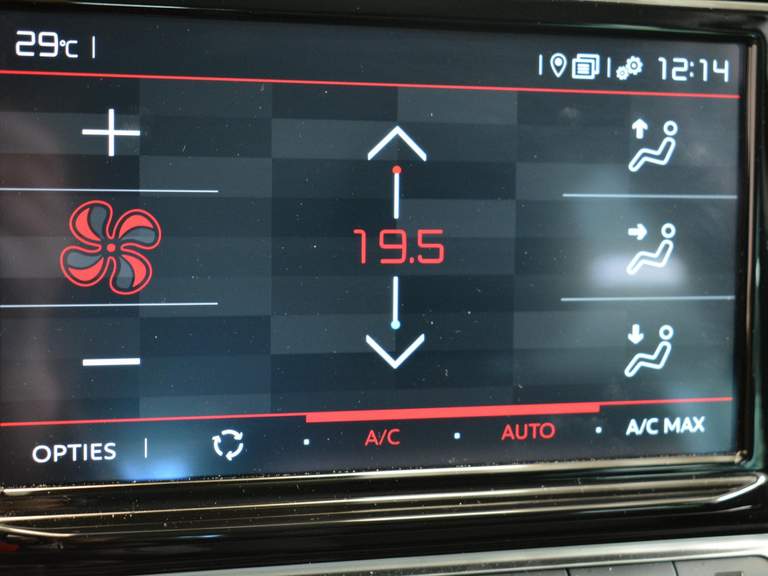 29°C
12:14
19.5
OPTIES
A/C
AUTO
A/C MAX